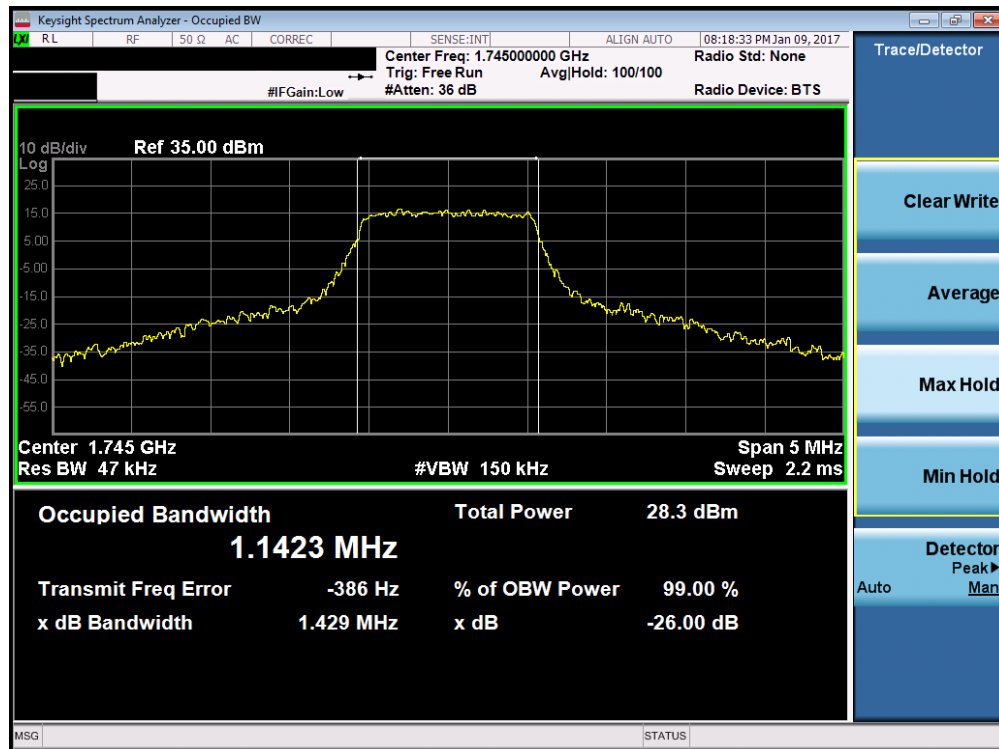 Keysight Spectrum Analyzer - Occupied BW
LXI RL RF 50 Ω AC CORREC SENSE:INT ALIGN AUTO 08:18:33 PM Jan 09, 2017
Center Freq: 1.745000000 GHz Radio Std: None
Trig: Free Run Avg|Hold: 100/100
#IFGain:Low #Atten: 36 dB Radio Device: BTS
10 dB/div Ref 35.00 dBm
Log
25.0
15.0
5.00
-5.00
-15.0
-25.0
-35.0
-45.0
-55.0
Center 1.745 GHz Span 5 MHz
Res BW 47 kHz #VBW 150 kHz Sweep 2.2 ms
Occupied Bandwidth Total Power 28.3 dBm
1.1423 MHz
Transmit Freq Error -386 Hz % of OBW Power 99.00 %
x dB Bandwidth 1.429 MHz x dB -26.00 dB
MSG STATUS
Trace/Detector
Clear Write
Average
Max Hold
Min Hold
Detector
Peak▶
Auto Man